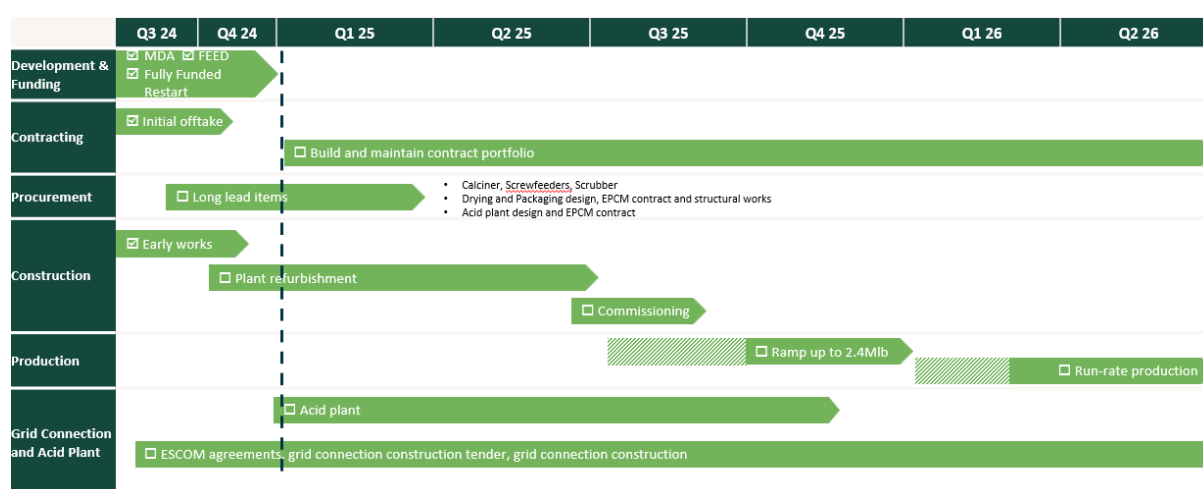 Q3 24 Q4 24 Q1 25 Q2 25 Q3 25 Q4 25 Q1 26 Q2 26
Development &
Funding
☑ MDA ☑ FEED
☑ Fully Funded
Restart
Contracting
☑ Initial offtake
☐ Build and maintain contract portfolio
Procurement
☐ Long lead items
• Calciner, Screwfeeders, Scrubber
• Drying and Packaging design, EPCM contract and structural works
• Acid plant design and EPCM contract
Construction
☑ Early works
☐ Plant refurbishment
☐ Commissioning
Production
☐ Ramp up to 2.4Mlb
☐ Run-rate production
Grid Connection
and Acid Plant
☐ Acid plant
☐ ESCOM agreements, grid connection construction tender, grid connection construction